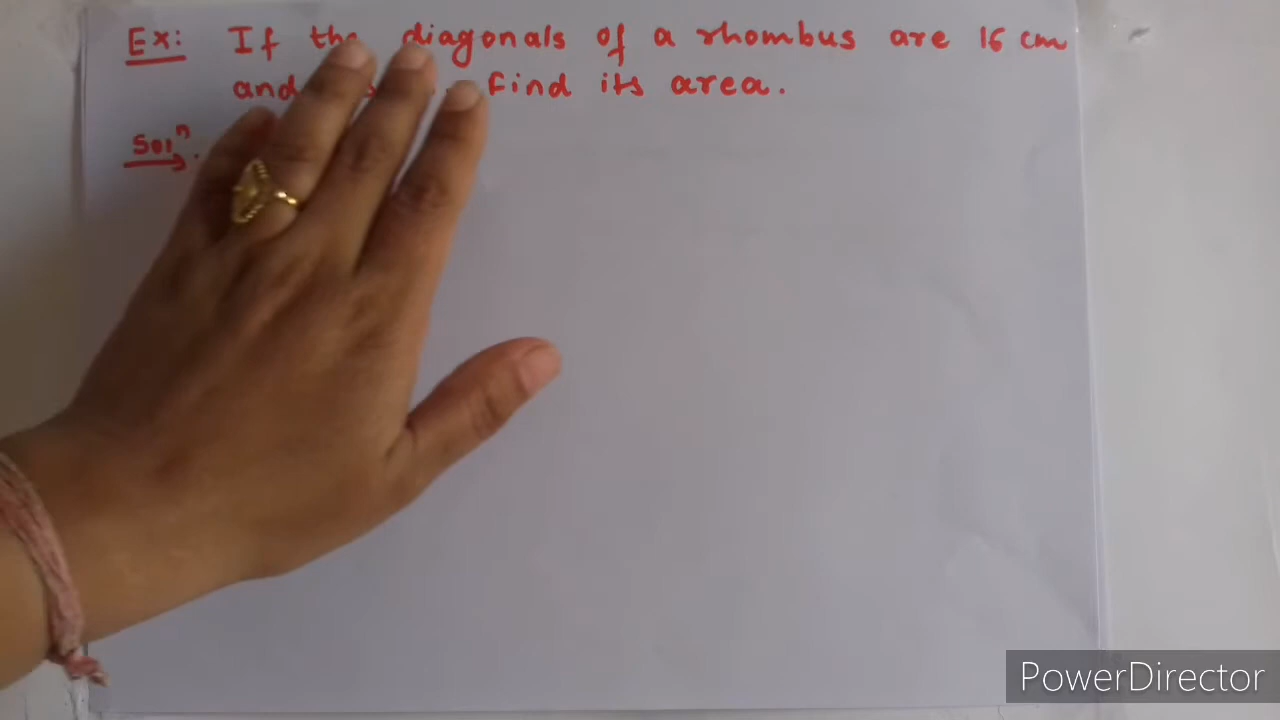 Ex: If the diagonals of a rhombus are 16 cm
and find its area.
Solⁿ.
PowerDirector